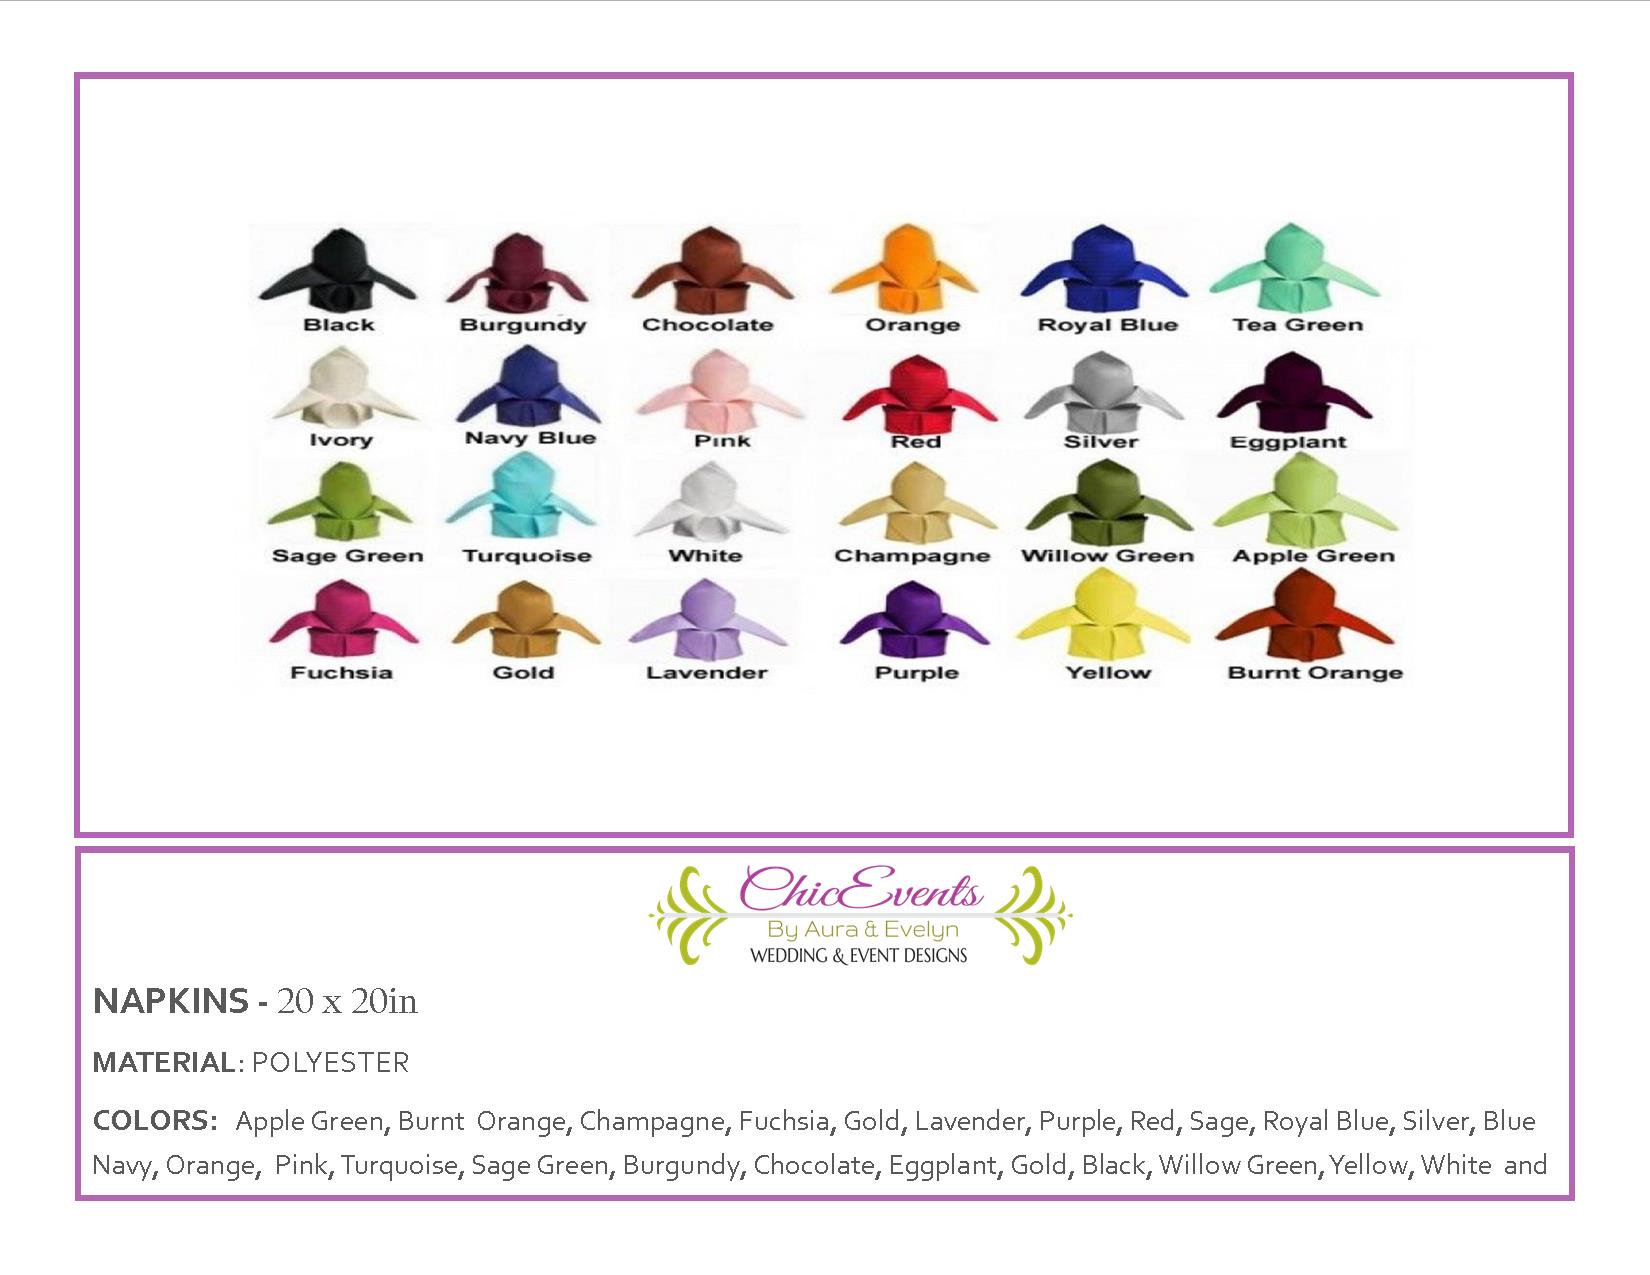 Black Burgundy Chocolate Orange Royal Blue Tea Green
Ivory Navy Blue Pink Red Silver Eggplant
Sage Green Turquoise White Champagne Willow Green Apple Green
Fuchsia Gold Lavender Purple Yellow Burnt Orange
ChicEvents
By Aura & Evelyn
WEDDING & EVENT DESIGNS
NAPKINS - 20 x 20in
MATERIAL: POLYESTER
COLORS: Apple Green, Burnt Orange, Champagne, Fuchsia, Gold, Lavender, Purple, Red, Sage, Royal Blue, Silver, Blue
Navy, Orange, Pink, Turquoise, Sage Green, Burgundy, Chocolate, Eggplant, Gold, Black, Willow Green, Yellow, White and